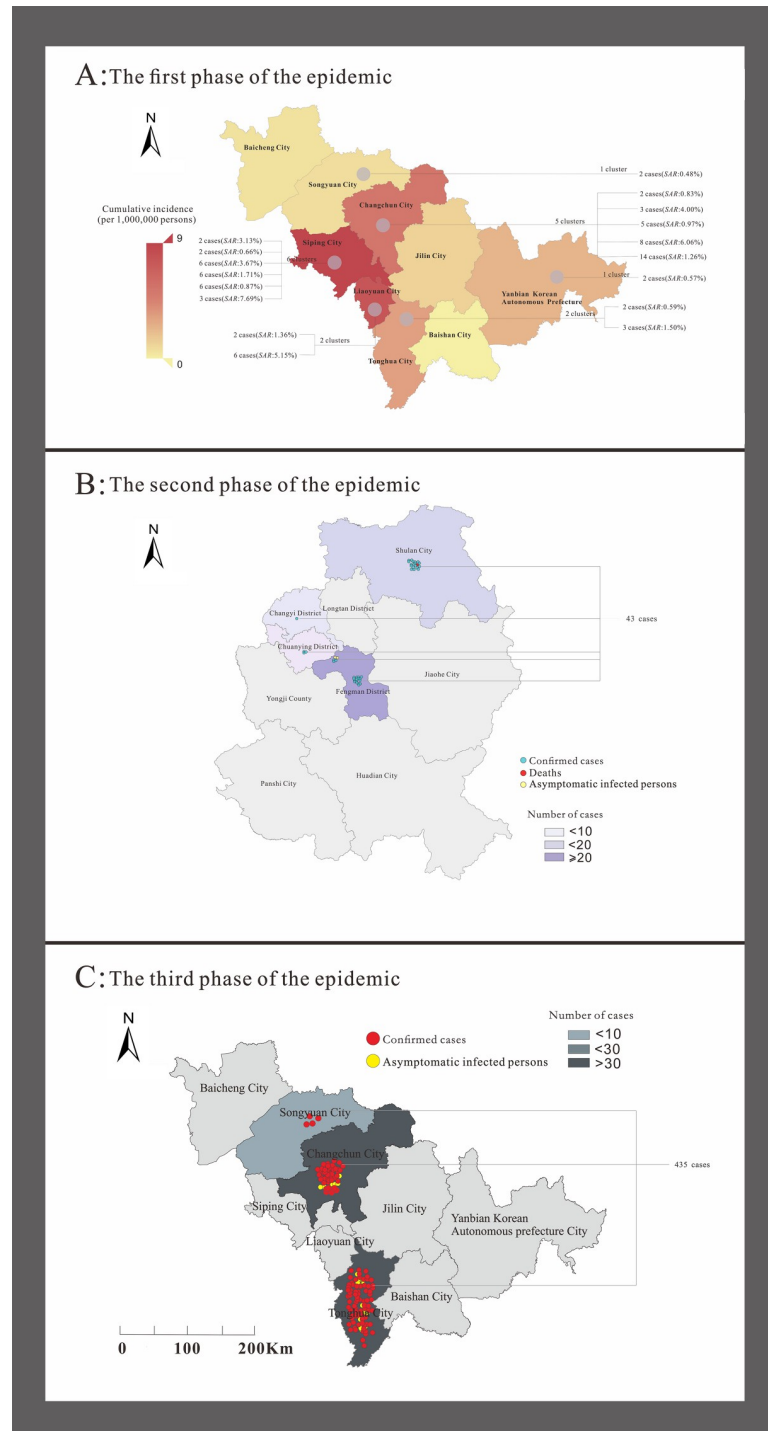 A:The first phase of the epidemic
N
Baicheng City
Songyuan City
1 cluster
2 cases(SAR:0.48%)
Changchun City
5 clusters
2 cases(SAR:0.83%)
3 cases(SAR:4.00%)
5 cases(SAR:0.97%)
8 cases(SAR:6.06%)
14 cases(SAR:1.26%)
Cumulative incidence
(per 1,000,000 persons)
9
0
2 cases(SAR:3.13%)
2 cases(SAR:0.66%)
6 cases(SAR:3.67%)
6 cases(SAR:1.71%)
6 cases(SAR:0.87%)
3 cases(SAR:7.69%)
Siping City
6 clusters
Jilin City
Liaoyuan City
Yanbian Korean
Autonomous Prefecture
1 cluster
2 cases(SAR:0.57%)
2 clusters
2 cases(SAR:0.59%)
3 cases(SAR:1.50%)
2 cases(SAR:1.36%)
6 cases(SAR:5.15%)
2 clusters
Baishan City
Tonghua City
B:The second phase of the epidemic
N
Shulan City
Changyi District
Longtan District
43 cases
Chuanying District
Jiaohe City
Yongji County
Fengman District
Panshi City
Huadian City
Confirmed cases
Deaths
Asymptomatic infected persons
Number of cases
<10
<20
⩾20
C:The third phase of the epidemic
N
Confirmed cases
Asymptomatic infected persons
Number of cases
<10
<30
>30
Baicheng City
Songyuan City
Changchun City
435 cases
Siping City
Jilin City
Yanbian Korean
Autonomous prefecture City
Liaoyuan City
Baishan City
Tonghua City
0 100 200Km